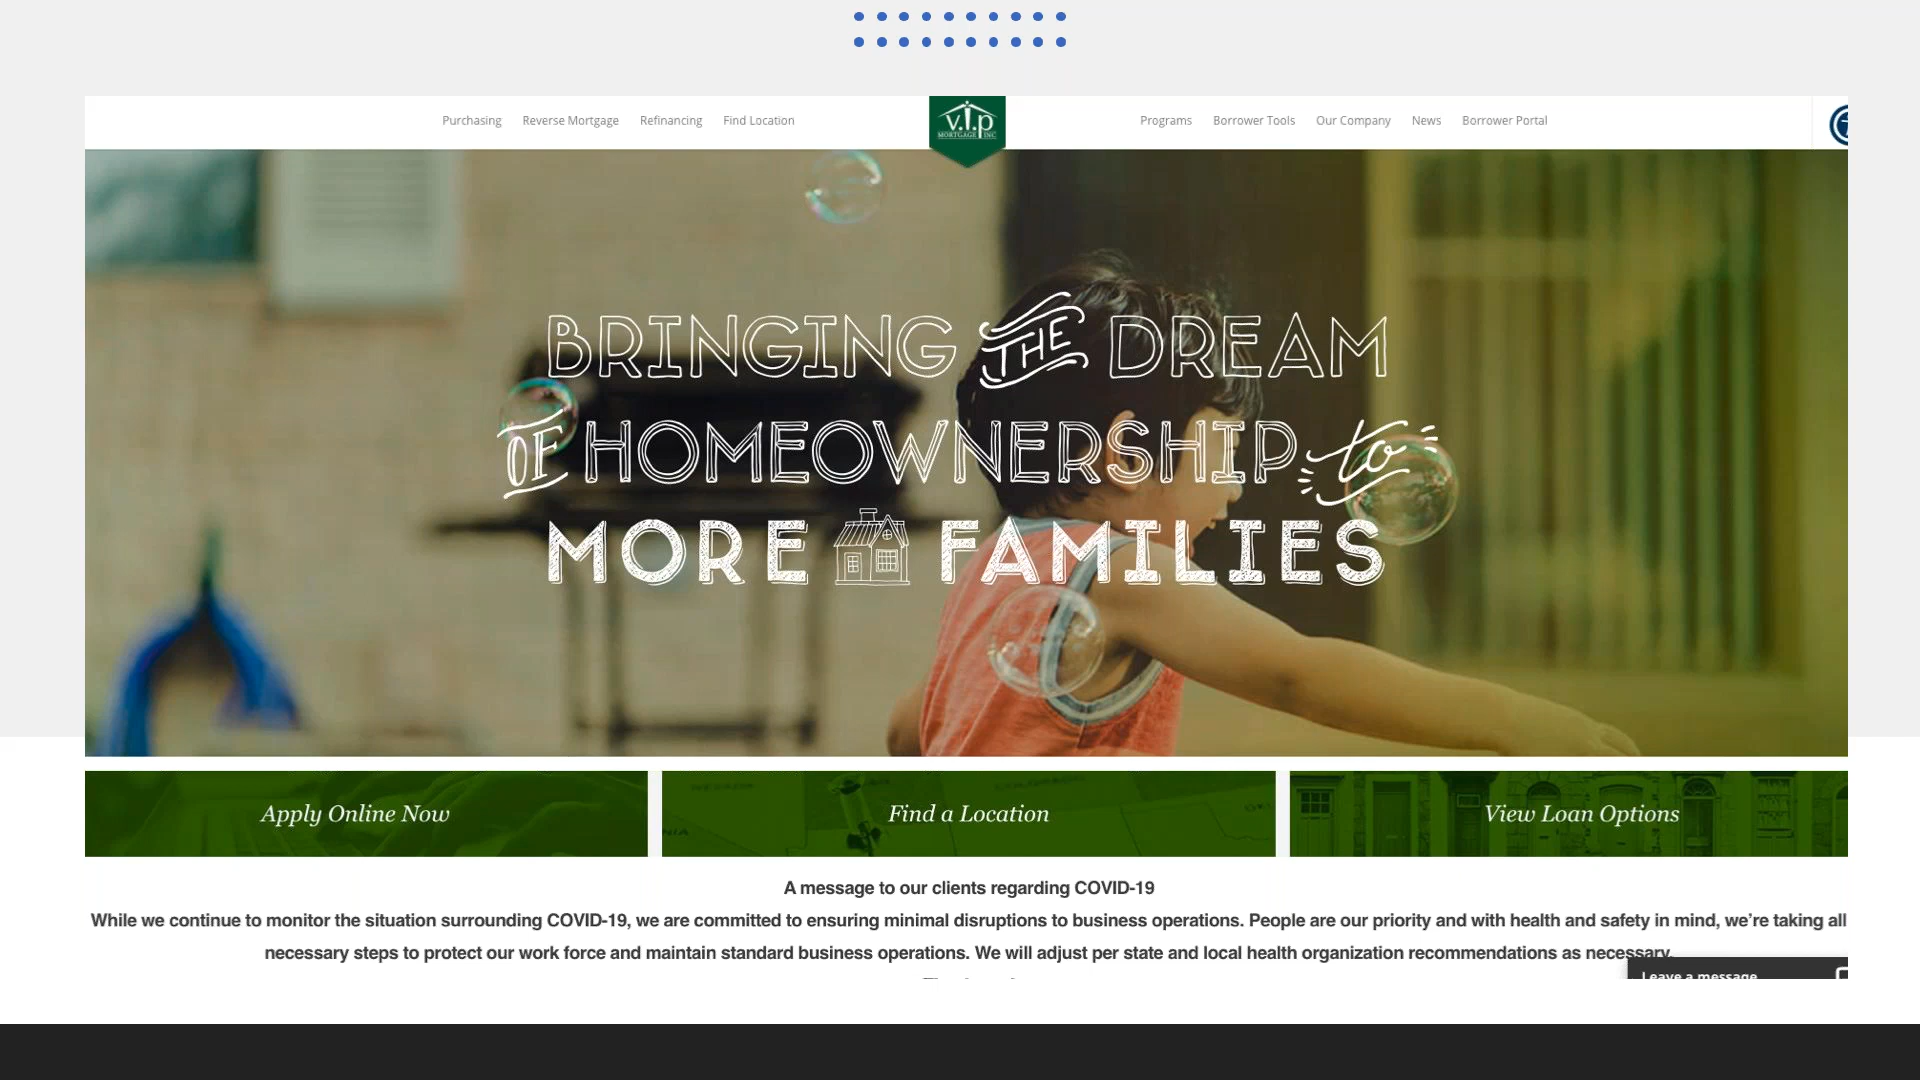 Purchasing Reverse Mortgage Refinancing Find Location
v.i.p
MORTGAGE INC
Programs Borrower Tools Our Company News Borrower Portal
BRINGING THE DREAM
OF HOMEOWNERSHIP to
MORE FAMILIES
Apply Online Now
Find a Location
View Loan Options
A message to our clients regarding COVID-19
While we continue to monitor the situation surrounding COVID-19, we are committed to ensuring minimal disruptions to business operations. People are our priority and with health and safety in mind, we're taking all
necessary steps to protect our work force and maintain standard business operations. We will adjust per state and local health organization recommendations as necessary.
Leave a message